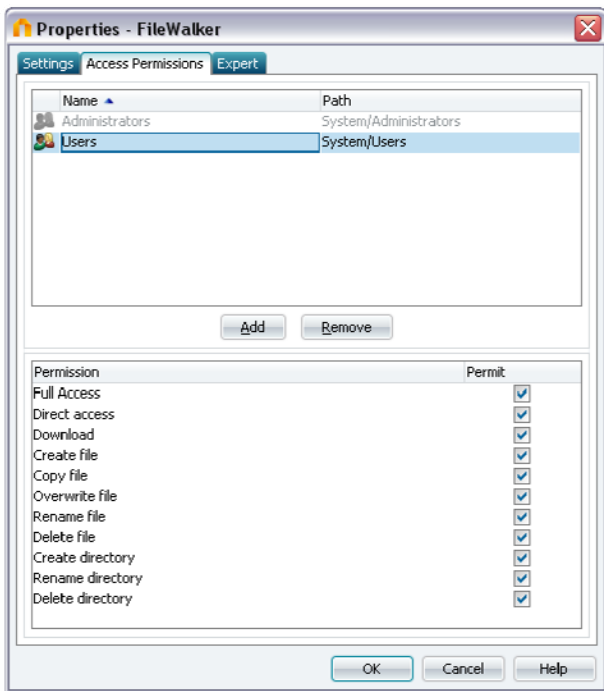 Properties - FileWalker
Settings Access Permissions Expert
Name Path
Administrators System/Administrators
Users System/Users
Add Remove
Permission Permit
Full Access
Direct access
Download
Create file
Copy file
Overwrite file
Rename file
Delete file
Create directory
Rename directory
Delete directory
OK Cancel Help